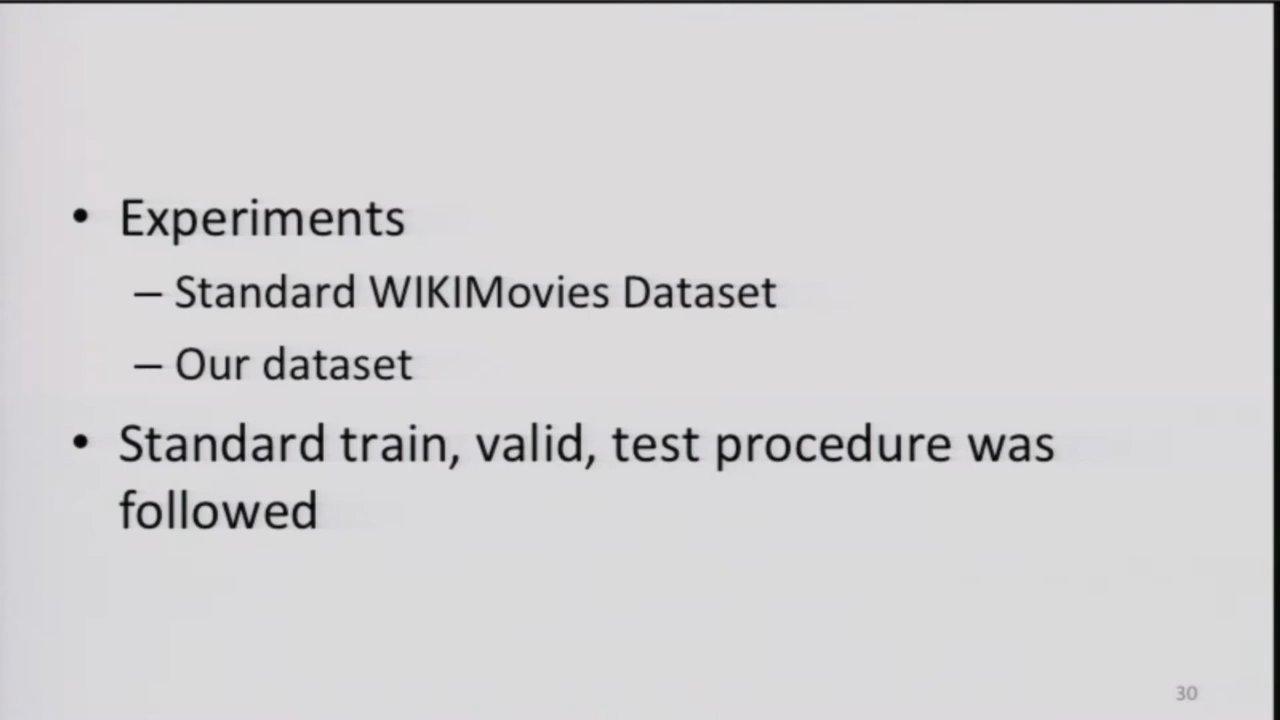 • Experiments
– Standard WIKIMovies Dataset
– Our dataset
• Standard train, valid, test procedure was
followed
30